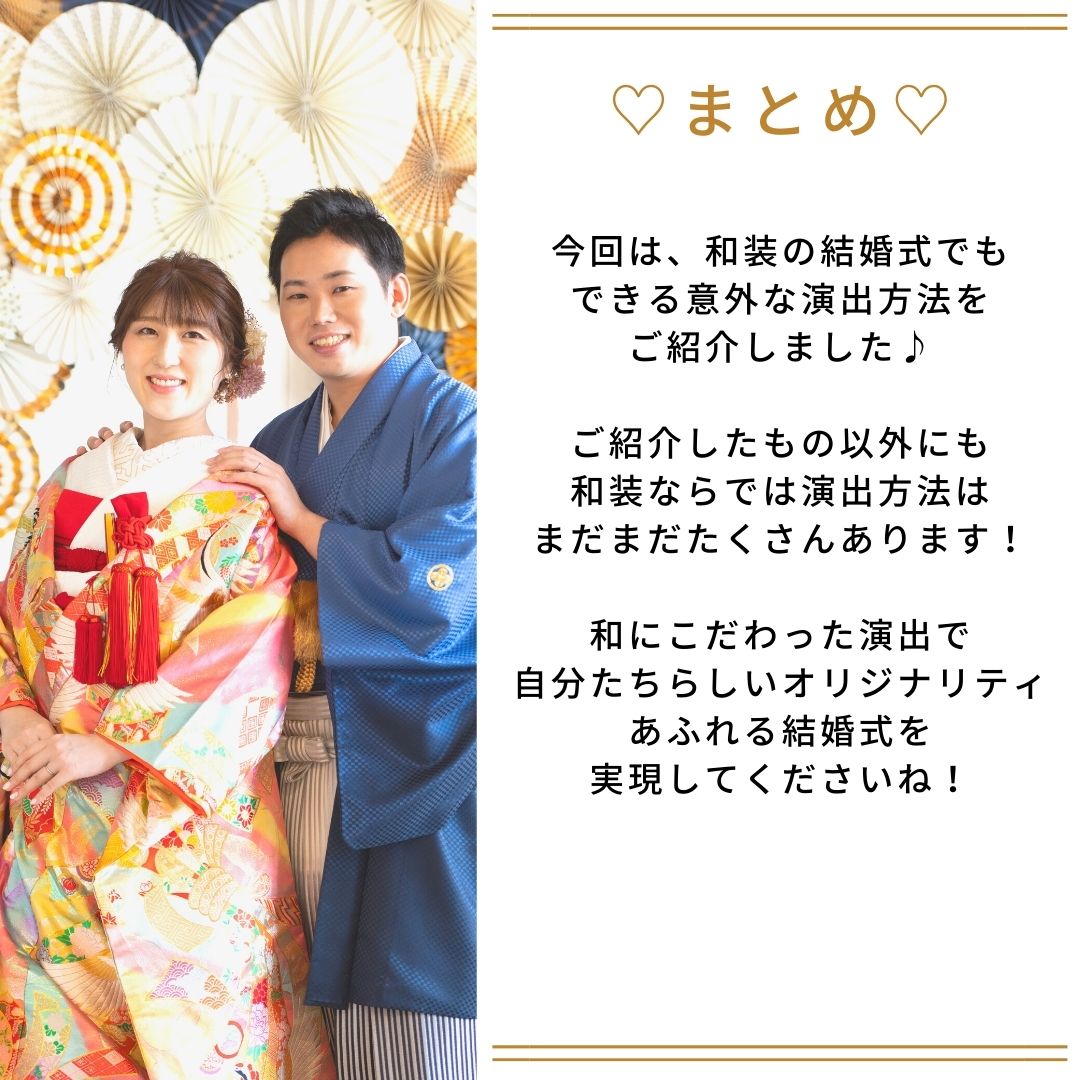 ♡まとめ♡
今回は、和装の結婚式でも
できる意外な演出方法を
ご紹介しました♪
ご紹介したもの以外にも
和装ならでは演出方法は
まだまだたくさんあります！
和にこだわった演出で
自分たちらしいオリジナリティ
あふれる結婚式を
実現してくださいね！